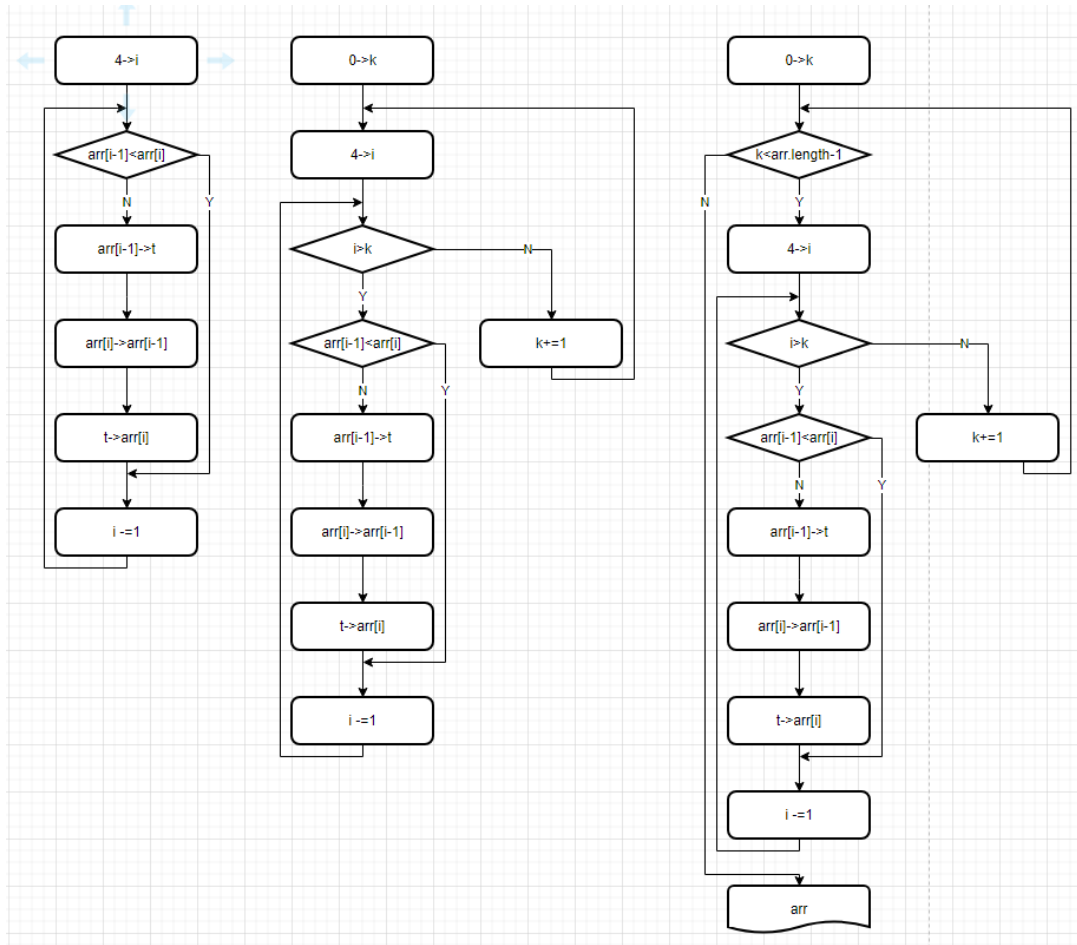 4->i
arr[i-1]<arr[i]
N
Y
arr[i-1]->t
arr[i]->arr[i-1]
t->arr[i]
i -=1
0->k
4->i
i>k
N
Y
arr[i-1]<arr[i]
k+=1
N
Y
arr[i-1]->t
arr[i]->arr[i-1]
t->arr[i]
i -=1
0->k
k<arr.length-1
N
Y
4->i
i>k
N
Y
arr[i-1]<arr[i]
k+=1
N
Y
arr[i-1]->t
arr[i]->arr[i-1]
t->arr[i]
i -=1
arr